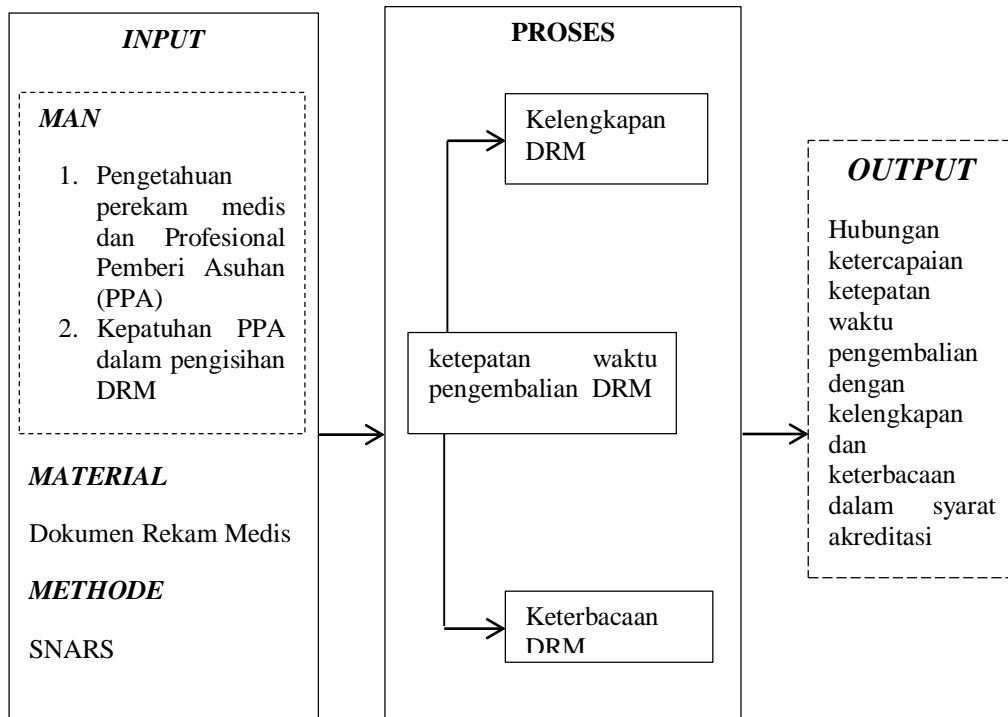 INPUT
MAN
1. Pengetahuan
perekam medis
dan Profesional
Pemberi Asuhan
(PPA)
2. Kepatuhan PPA
dalam pengisihan
DRM
MATERIAL
Dokumen Rekam Medis
METHODE
SNARS
PROSES
Kelengkapan
DRM
ketepatan waktu
pengembalian DRM
Keterbacaan
DRM
OUTPUT
Hubungan
ketercapaian
ketepatan
waktu
pengembalian
dengan
kelengkapan
dan
keterbacaan
dalam syarat
akreditasi